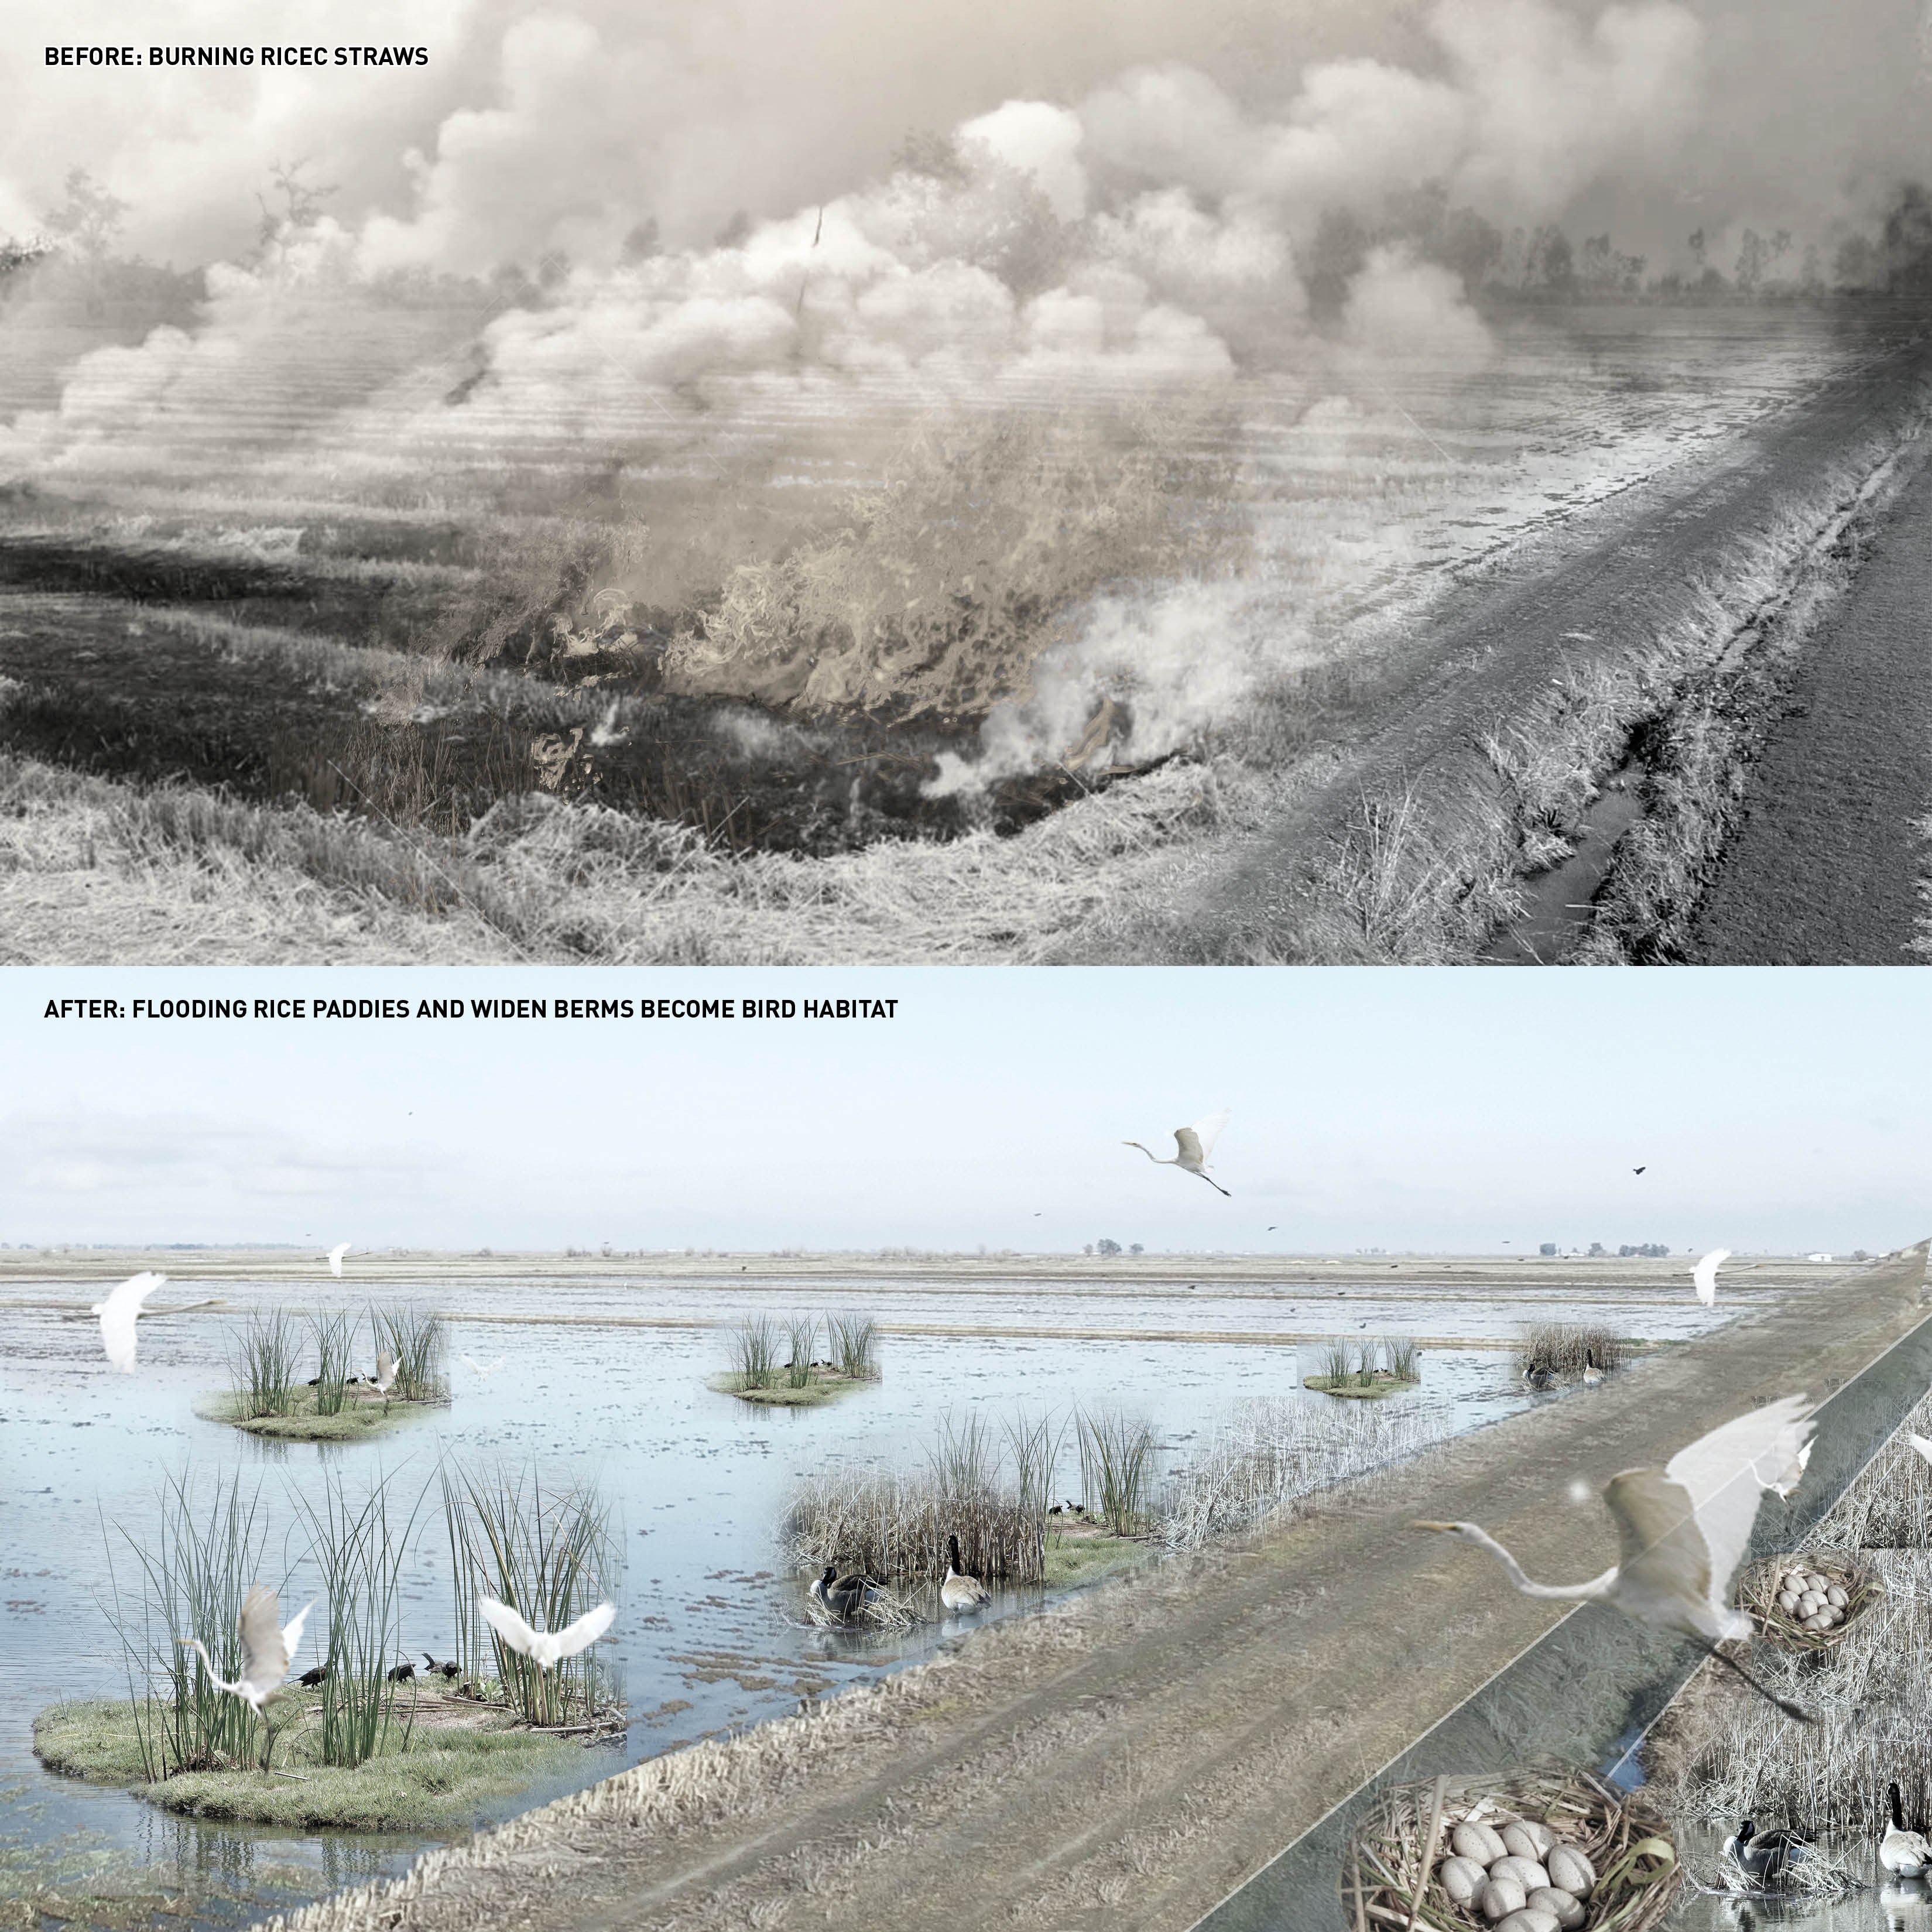 BEFORE: BURNING RICEC STRAWS
AFTER: FLOODING RICE PADDIES AND WIDEN BERMS BECOME BIRD HABITAT